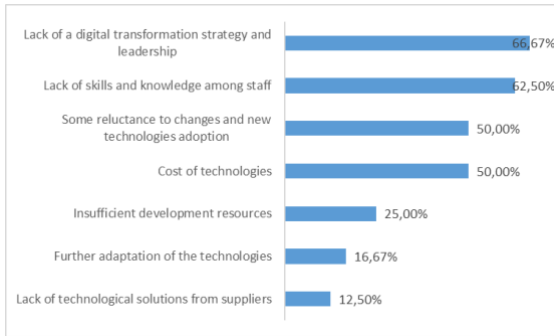 Lack of a digital transformation strategy and
leadership
66,67%
Lack of skills and knowledge among staff
62,50%
Some reluctance to changes and new
technologies adoption
50,00%
Cost of technologies
50,00%
Insufficient development resources
25,00%
Further adaptation of the technologies
16,67%
Lack of technological solutions from suppliers
12,50%